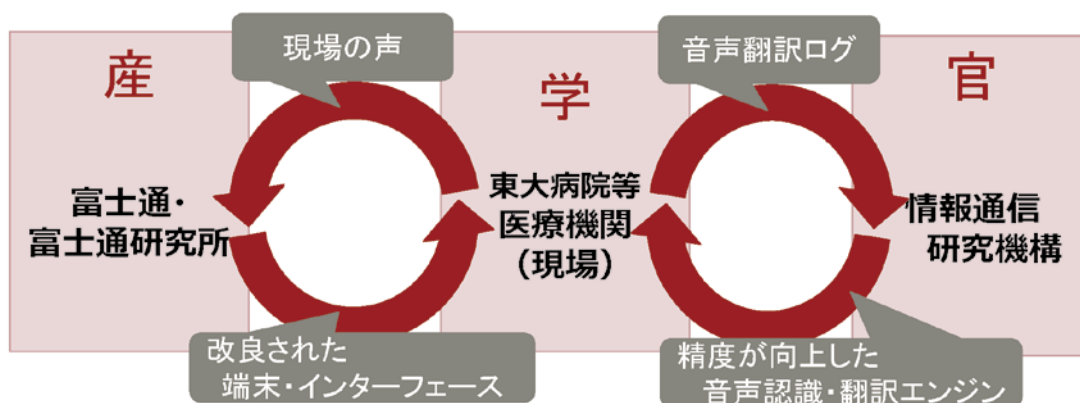 現場の声
音声翻訳ログ
産
学
官
富士通・
富士通研究所
東大病院等
医療機関
(現場)
情報通信
研究機構
改良された
端末・インターフェース
精度が向上した
音声認識・翻訳エンジン